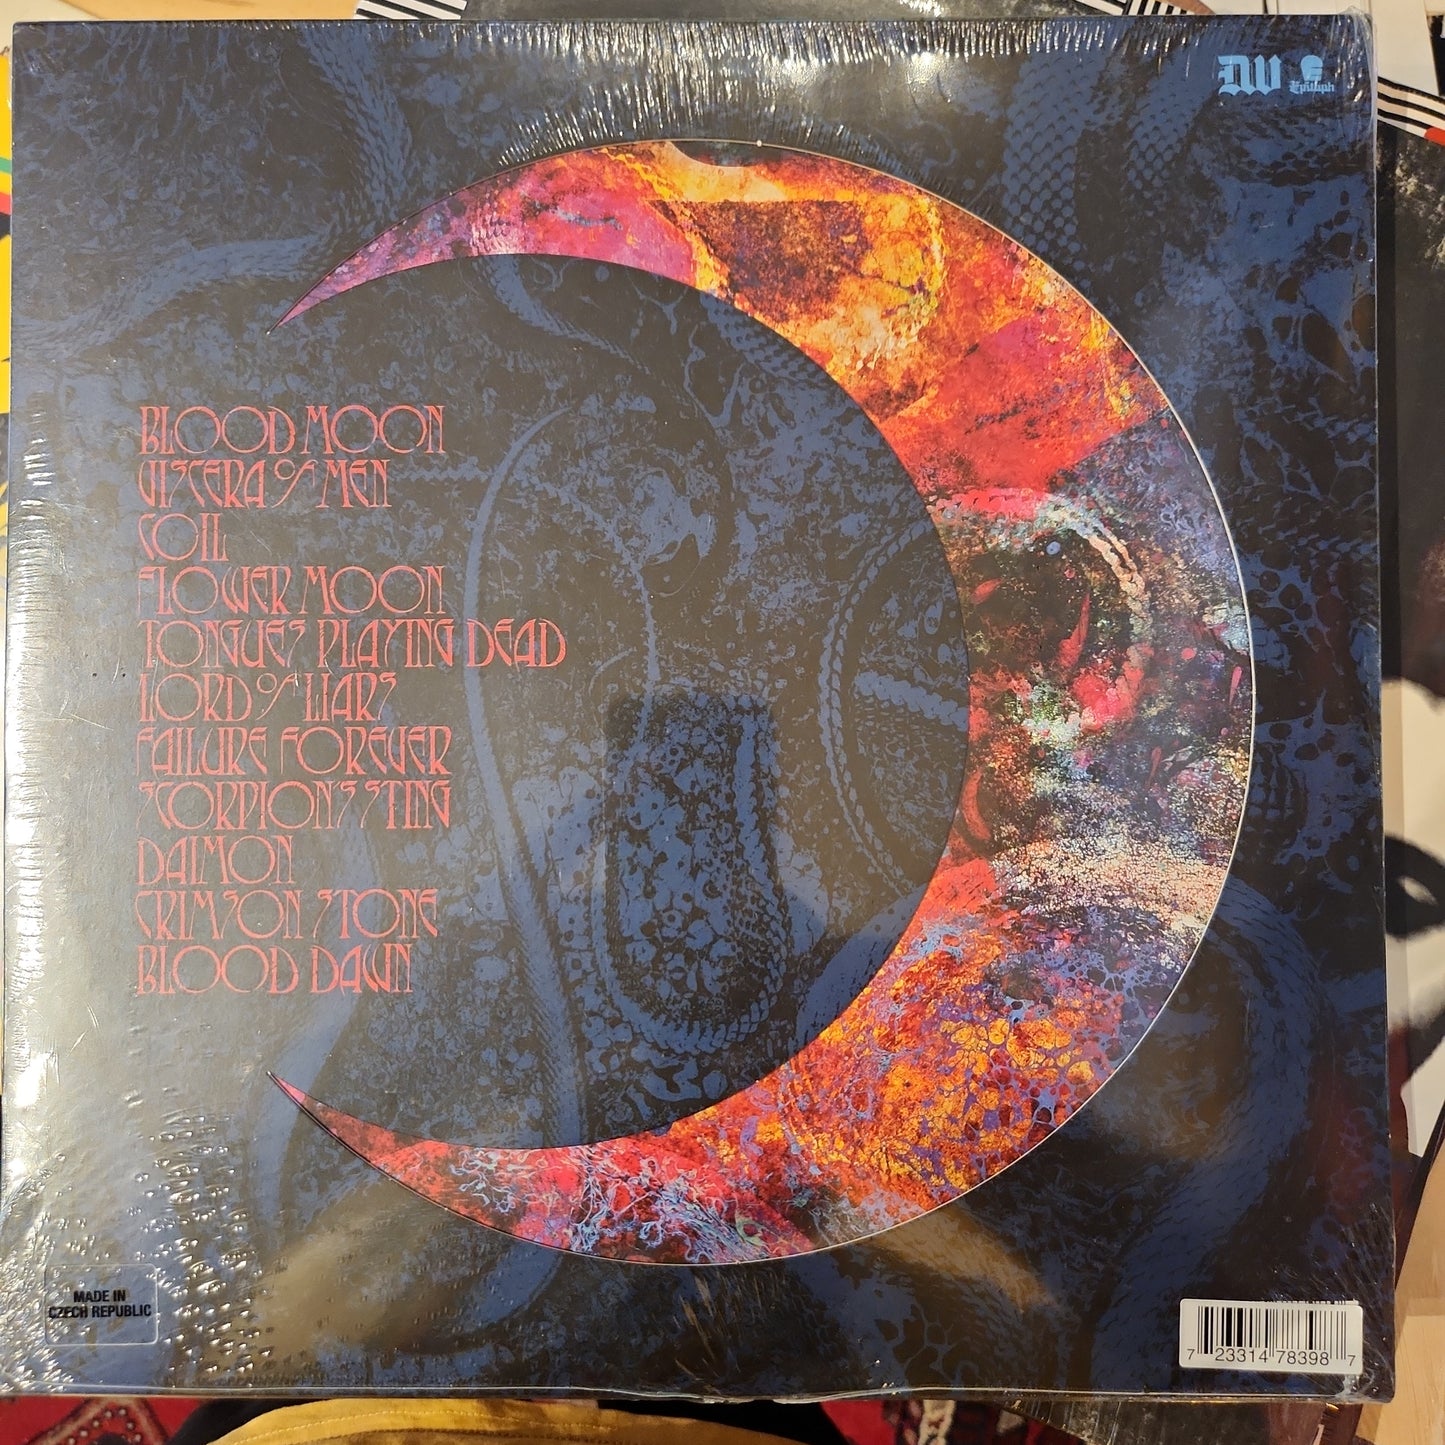 DW
Epitaph
BLOOD MOON
VISCERA OF MEN
COIL
FLOWER MOON
TONGUES PLAYING DEAD
LORD OF LIARS
FAILURE FOREVER
SCORPION'S STING
DAIMON
CRIMSON STONE
BLOOD DAWN
MADE IN
CZECH REPUBLIC
7 23314 78398 7